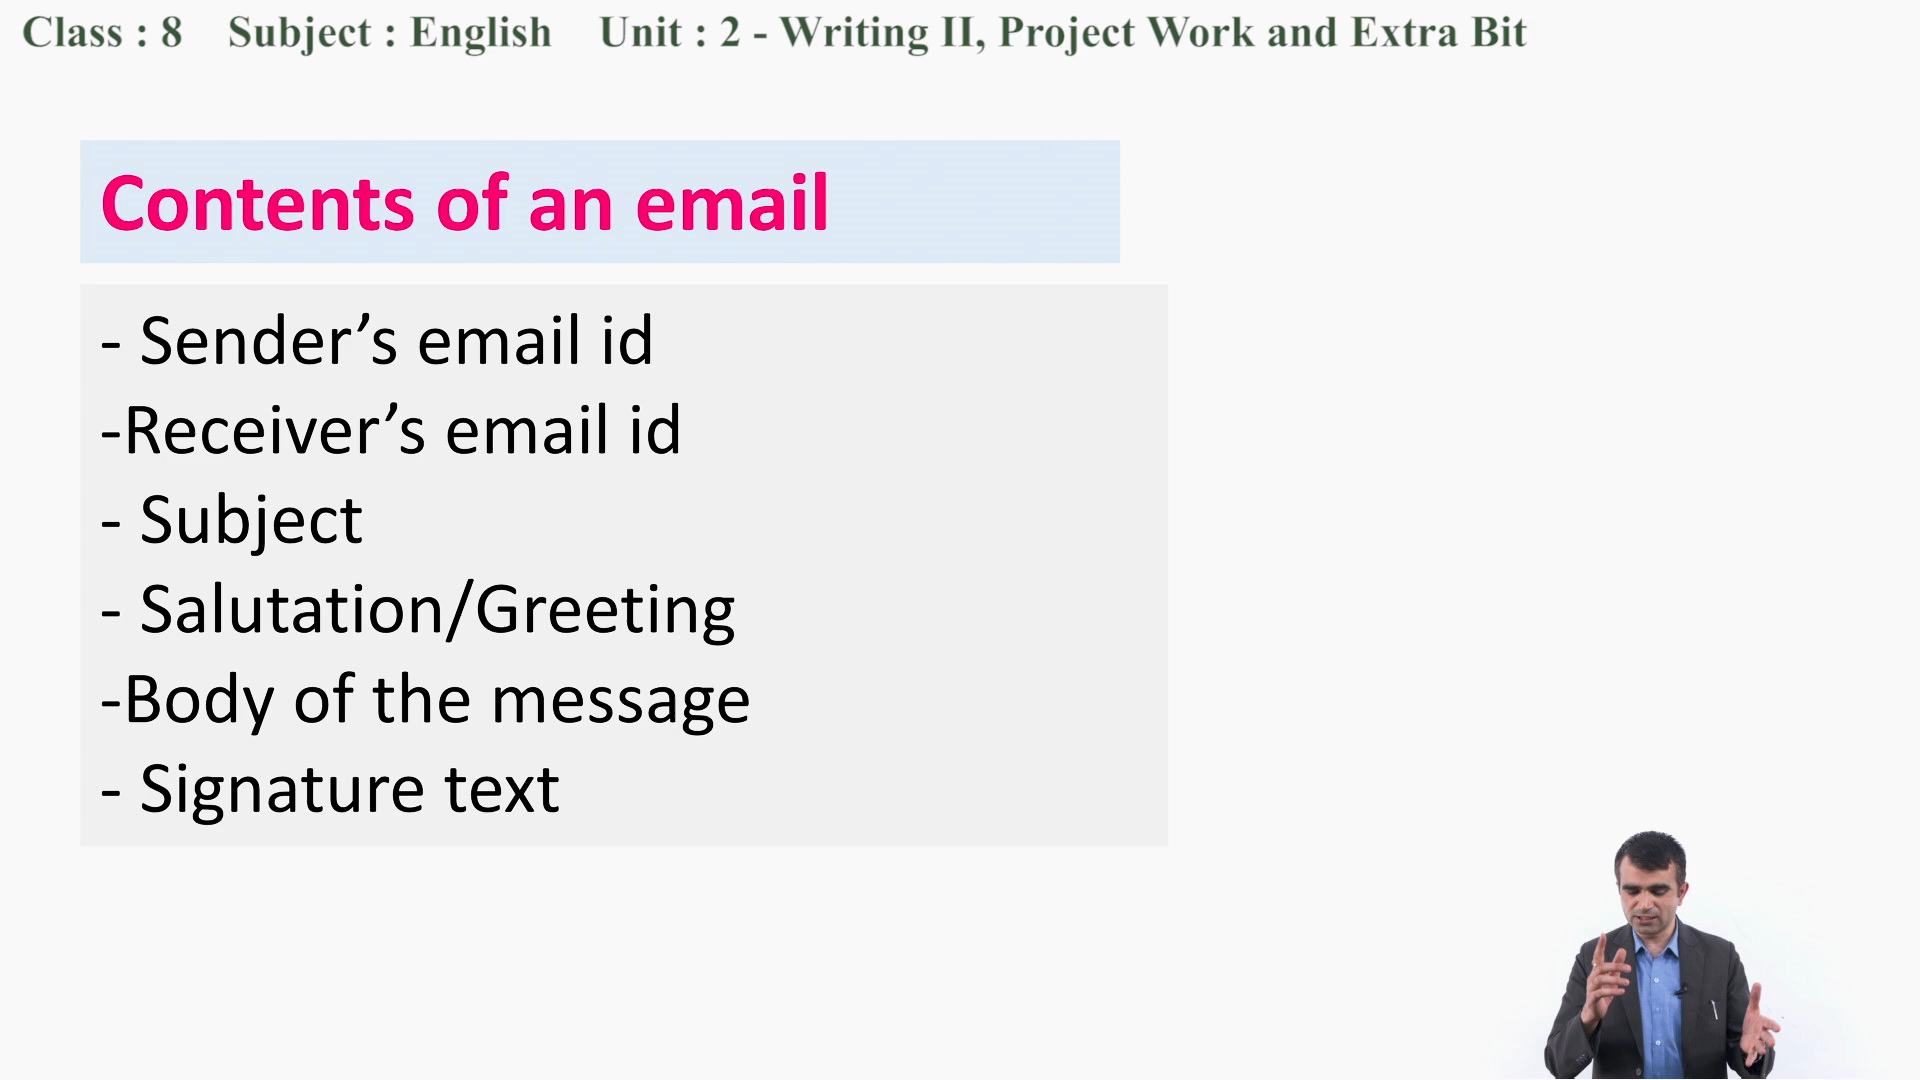 Class : 8    Subject : English    Unit : 2 - Writing II, Project Work and Extra Bit
Contents of an email
- Sender’s email id
-Receiver’s email id
- Subject
- Salutation/Greeting
-Body of the message
- Signature text